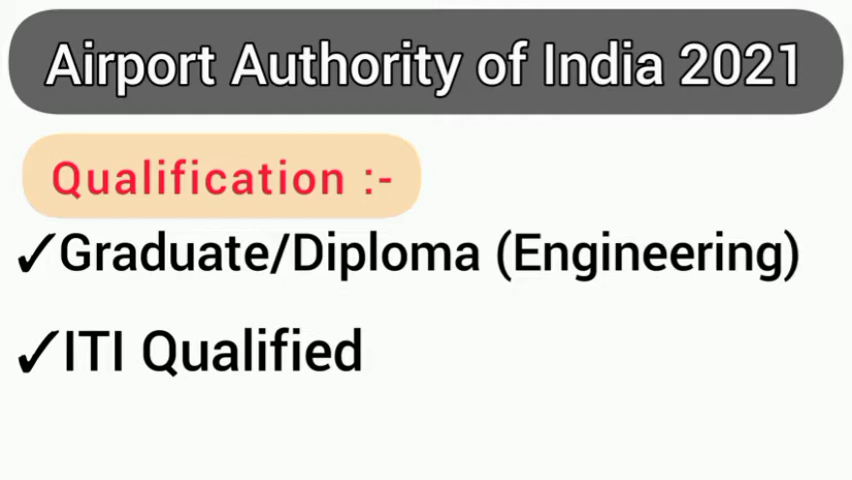 Airport Authority of India 2021
Qualification :-
✓Graduate/Diploma (Engineering)
✓ITI Qualified